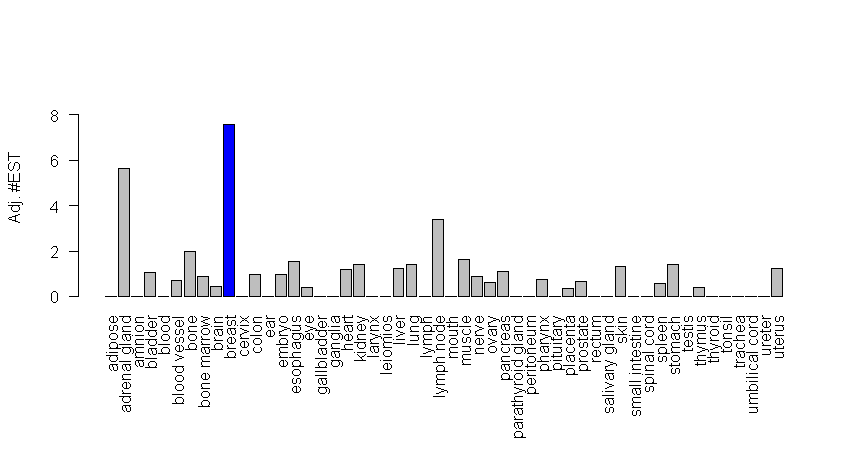 Adj. #EST
8
6
4
2
0
adipose
adrenal gland
amnion
bladder
blood
blood vessel
bone
bone marrow
brain
breast
cervix
colon
ear
embryo
esophagus
eye
gallbladder
ganglia
heart
kidney
larynx
leiomios
liver
lung
lymph
lymph node
mouth
muscle
nerve
ovary
pancreas
parathyroid gland
peritoneum
pharynx
pituitary
placenta
prostate
rectum
salivary gland
skin
small intestine
spinal cord
spleen
stomach
testis
thymus
thyroid
tonsil
trachea
umbilical cord
ureter
uterus